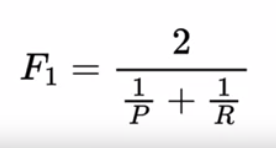 F₁ = 2 / (1/P + 1/R)